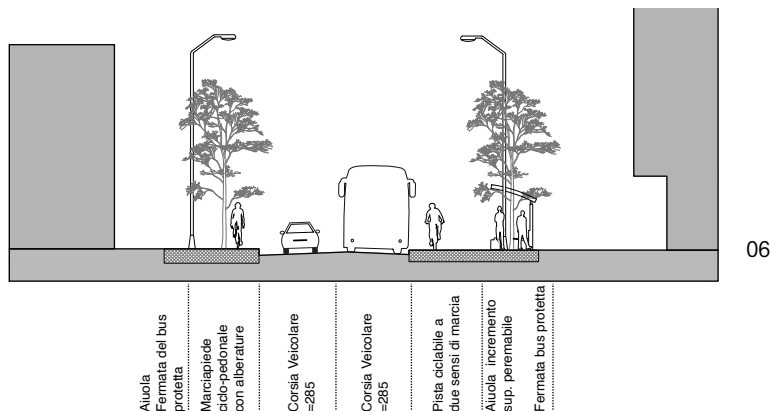 06
Aiuola
Fermata del bus
protetta
Marciapiede
ciclo-pedonale
con alberature
Corsia Veicolare
=285
Corsia Veicolare
=285
Pista ciclabile a
due sensi di marcia
Aiuola incremento
sup. peremabile
Fermata bus protetta